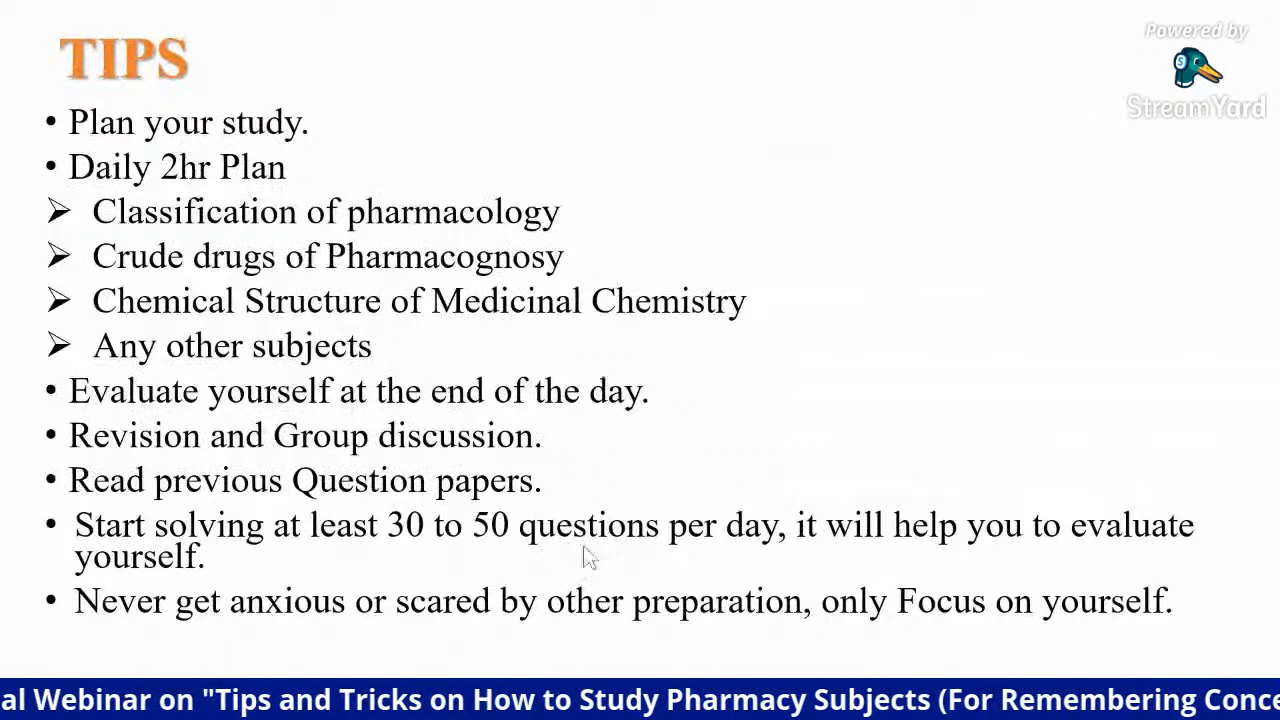 TIPS
Powered by
StreamYard
• Plan your study.
• Daily 2hr Plan
➢ Classification of pharmacology
➢ Crude drugs of Pharmacognosy
➢ Chemical Structure of Medicinal Chemistry
➢ Any other subjects
• Evaluate yourself at the end of the day.
• Revision and Group discussion.
• Read previous Question papers.
• Start solving at least 30 to 50 questions per day, it will help you to evaluate
yourself.
• Never get anxious or scared by other preparation, only Focus on yourself.
al Webinar on "Tips and Tricks on How to Study Pharmacy Subjects (For Remembering Conce